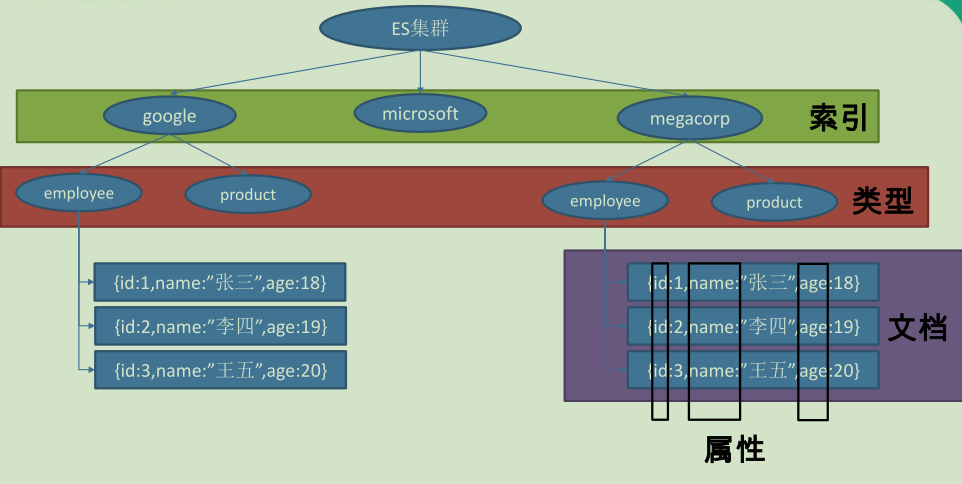 ES集群
google
microsoft
megacorp
索引
employee
product
employee
product
类型
{id:1,name:”张三”,age:18}
{id:2,name:”李四”,age:19}
{id:3,name:”王五”,age:20}
{id:1,name:”张三”,age:18}
{id:2,name:”李四”,age:19}
{id:3,name:”王五”,age:20}
文档
属性